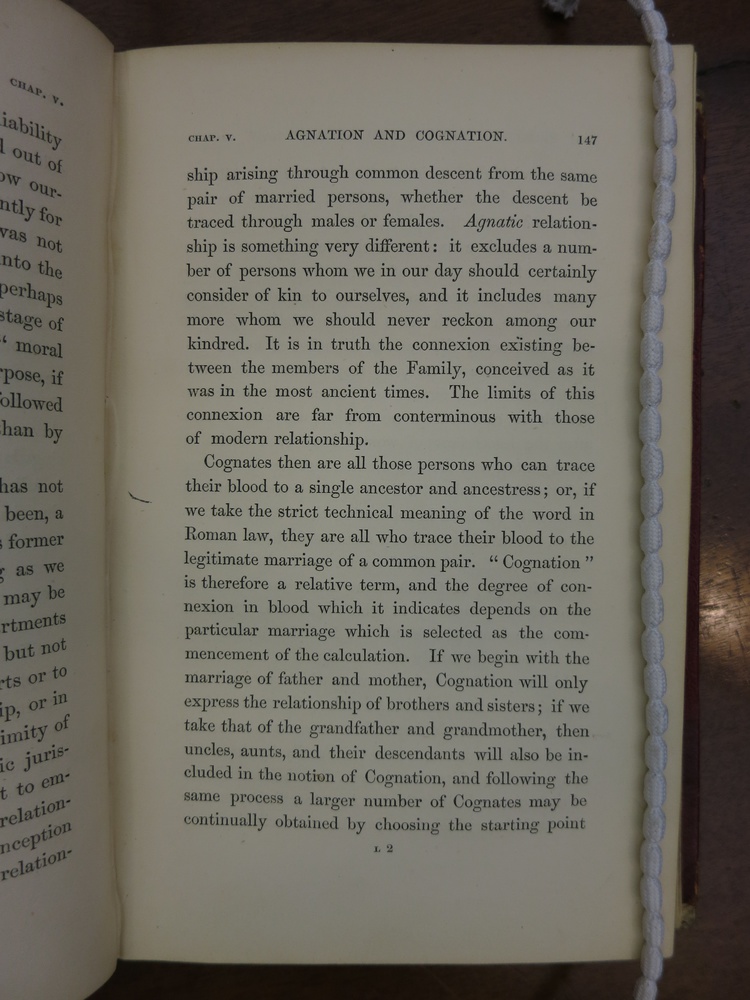 CHAP. V.
iability
out of
ow our-
ntly for
was not
nto the
perhaps
stage of
“ moral
rpose, if
ollowed
han by
has not
been, a
former
as we
may be
rtments
but not
rts or to
ip, or in
imity of
ic juris-
t to em-
relation-
nception
relation-
CHAP. V. AGNATION AND COGNATION. 147
ship arising through common descent from the same
pair of married persons, whether the descent be
traced through males or females. Agnatic relation-
ship is something very different: it excludes a num-
ber of persons whom we in our day should certainly
consider of kin to ourselves, and it includes many
more whom we should never reckon among our
kindred. It is in truth the connexion existing be-
tween the members of the Family, conceived as it
was in the most ancient times. The limits of this
connexion are far from conterminous with those
of modern relationship.
Cognates then are all those persons who can trace
their blood to a single ancestor and ancestress; or, if
we take the strict technical meaning of the word in
Roman law, they are all who trace their blood to the
legitimate marriage of a common pair. “ Cognation ”
is therefore a relative term, and the degree of con-
nexion in blood which it indicates depends on the
particular marriage which is selected as the com-
mencement of the calculation. If we begin with the
marriage of father and mother, Cognation will only
express the relationship of brothers and sisters; if we
take that of the grandfather and grandmother, then
uncles, aunts, and their descendants will also be in-
cluded in the notion of Cognation, and following the
same process a larger number of Cognates may be
continually obtained by choosing the starting point
L 2